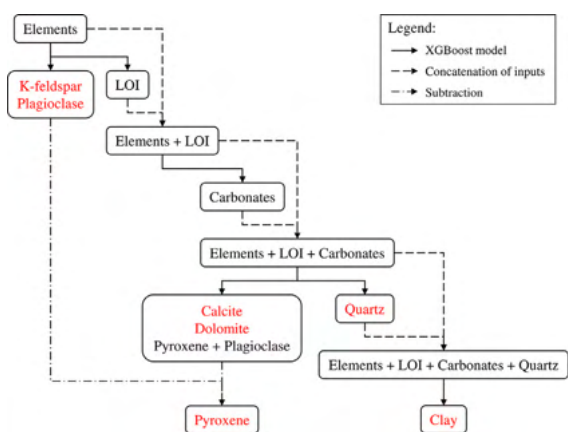 Elements
Legend:
XGBoost model
Concatenation of inputs
Subtraction
K-feldspar
Plagioclase
LOI
Elements + LOI
Carbonates
Elements + LOI + Carbonates
Calcite
Dolomite
Pyroxene + Plagioclase
Quartz
Elements + LOI + Carbonates + Quartz
Pyroxene
Clay